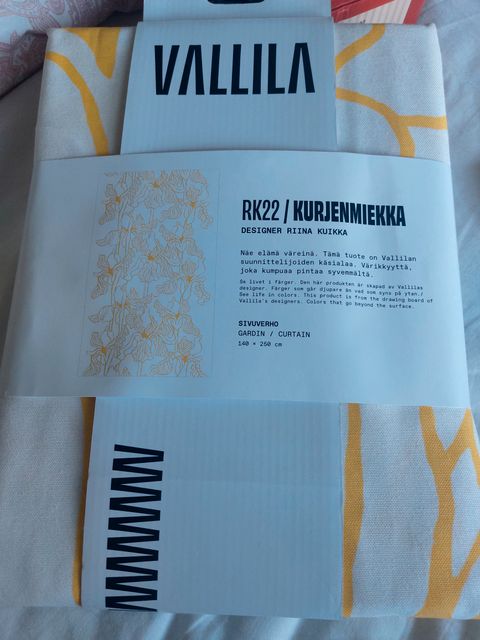 VALLILA
RK22 / KURJENMIEKKA
DESIGNER RIINA KUIKKA
Näe elämä väreinä. Tämä tuote on Vallilan
suunnittelijoiden käsialaa. Värikkyyttä,
joka kumpuaa pintaa syvemmältä.
Se livet i färger. Den här produkten är skapad av Vallilas
designer. Färger som går djupare än vad som syns på ytan./
See life in colors. This product is from the drawing board of
Vallila's designers. Colors that go beyond the surface.
SIVUVERHO
GARDIN / CURTAIN
140 × 250 cm